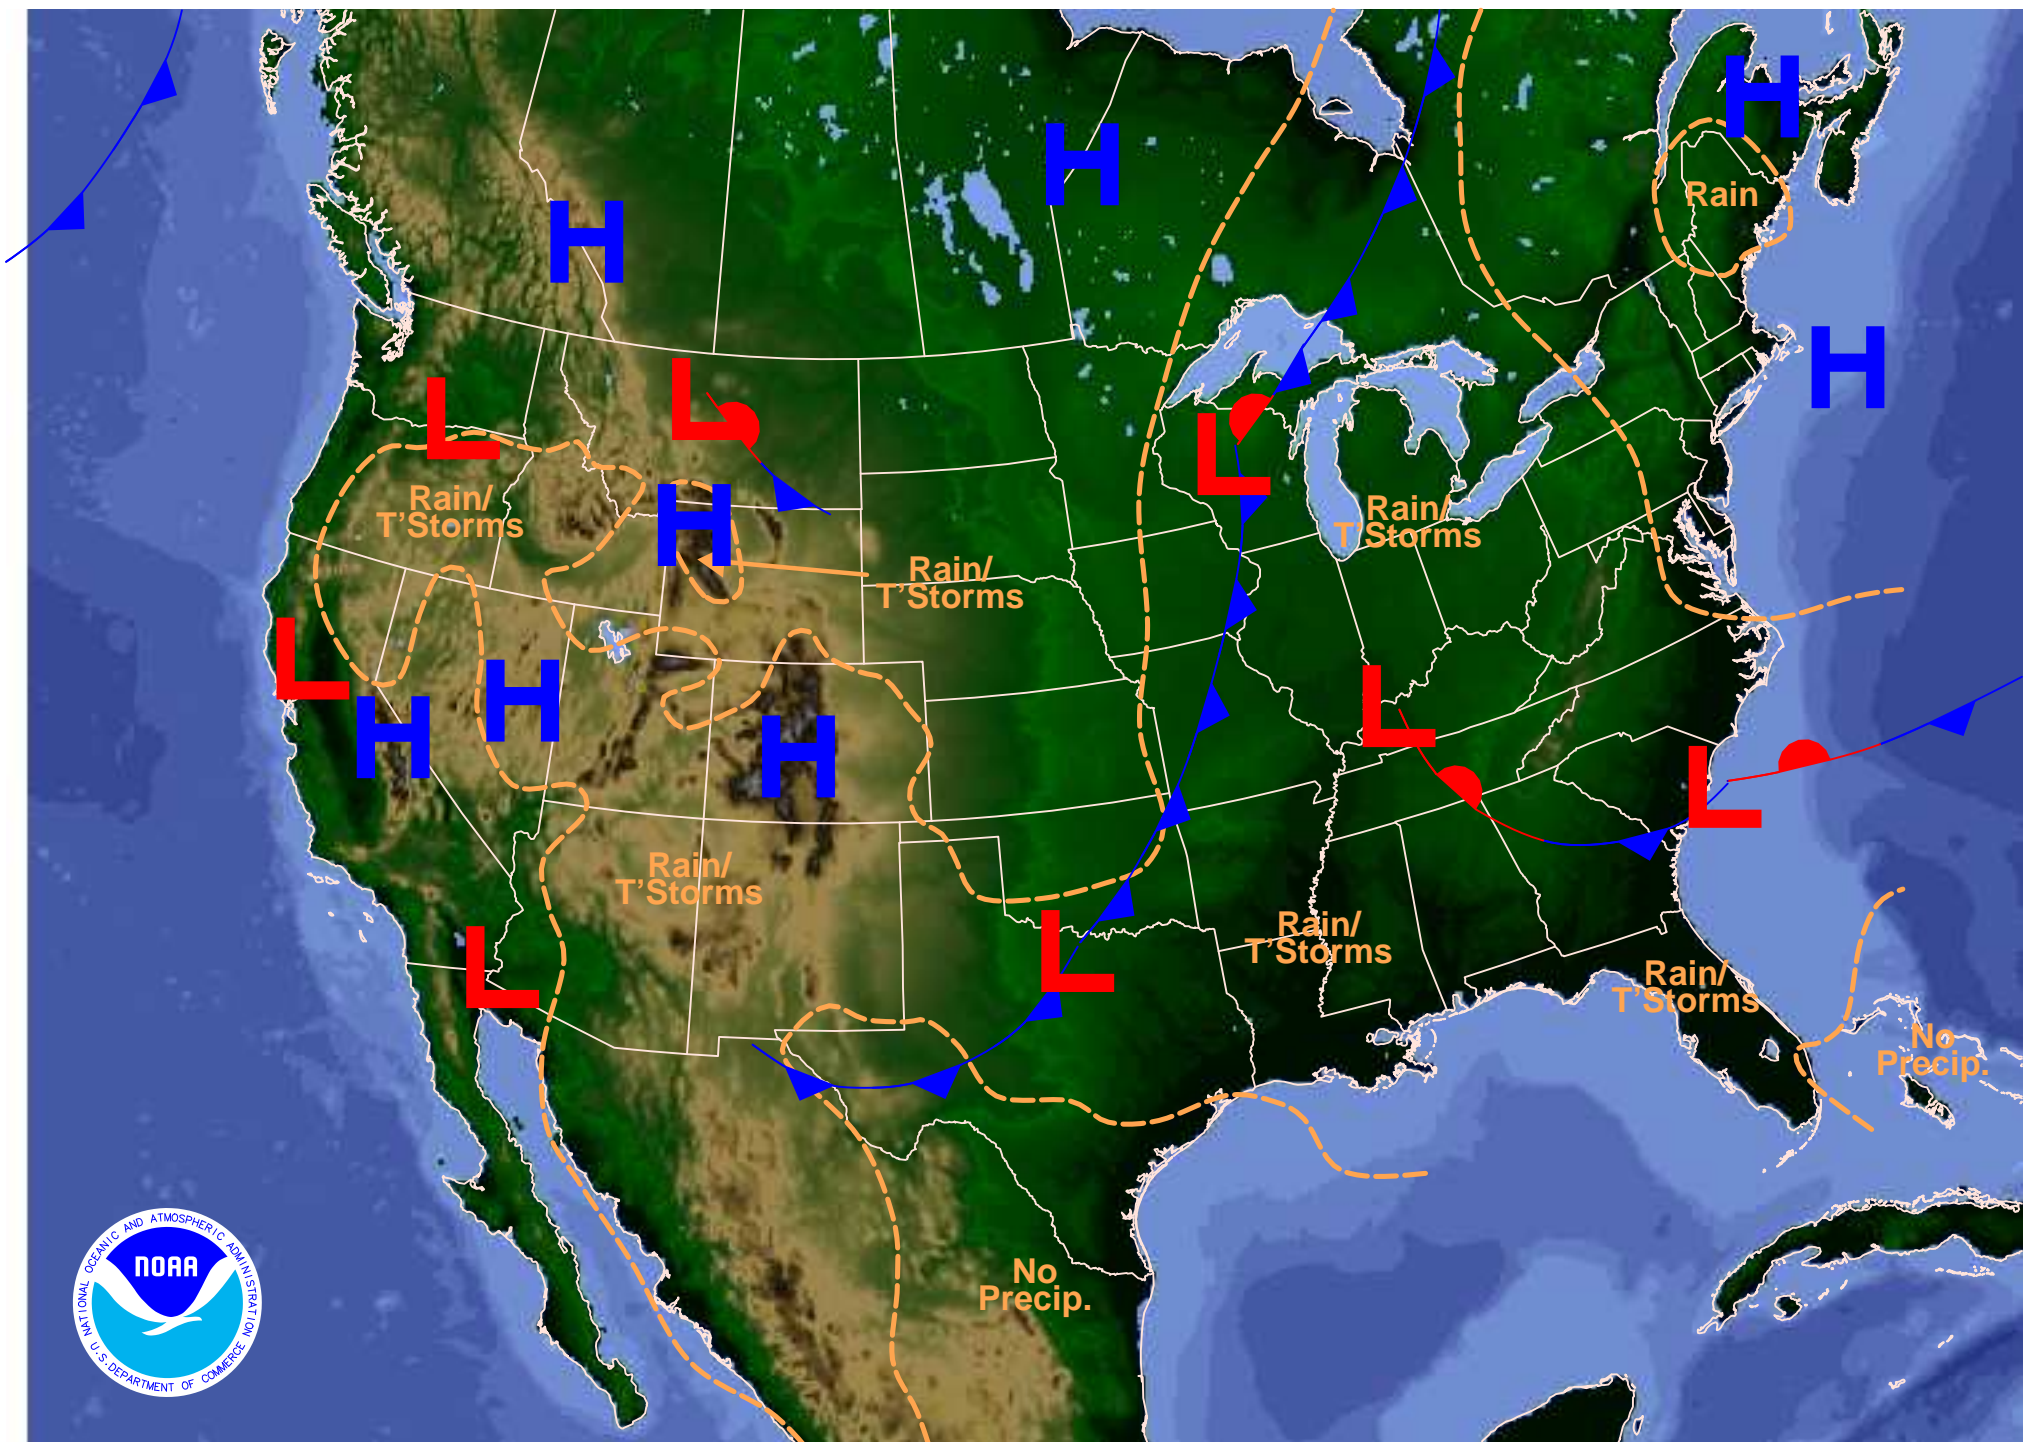 H
H
Rain
H
H
L
L
L
H
Rain/
T'Storms
H
Rain/
T'Storms
Rain/
T'Storms
L
H
H
H
L
L
Rain/
T'Storms
L
L
Rain/
T'Storms
Rain/
T'Storms
No
Precip.
No
Precip.
NATIONAL OCEANIC AND ATMOSPHERIC ADMINISTRATION
NOAA
U.S. DEPARTMENT OF COMMERCE